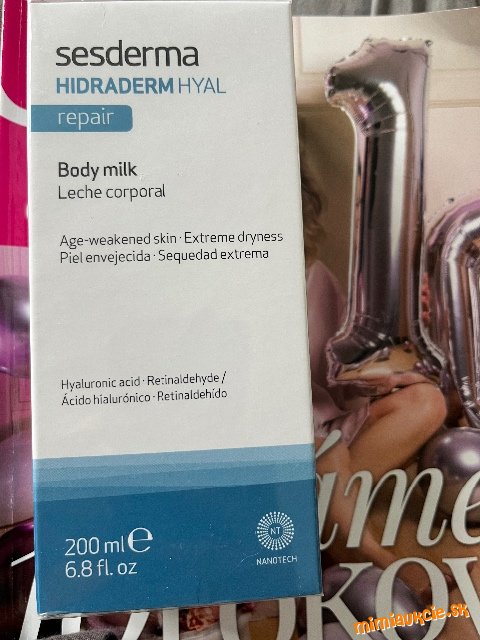 sesderma
HIDRADERM HYAL
repair
Body milk
Leche corporal
Age-weakened skin · Extreme dryness
Piel envejecida · Sequedad extrema
Hyaluronic acid · Retinaldehyde /
Ácido hialurónico · Retinaldehído
200 ml e
6.8 fl. oz
NT
NANOTECH
mimiaukcie.sk